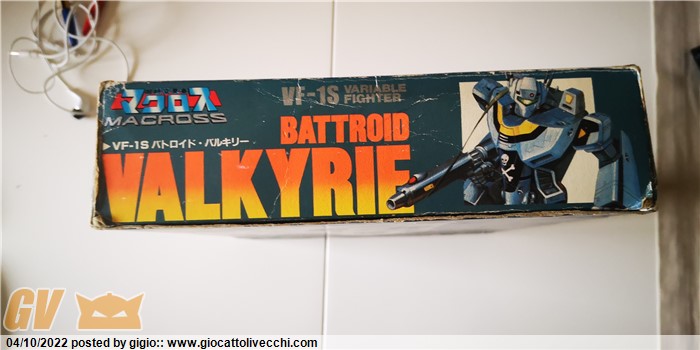 マクロス
MACROSS
VF-1S VARIABLE FIGHTER
▶VF-1S バトロイド・バルキリー
BATTROID
VALKYRIE
GV
04/10/2022 posted by gigio:: www.giocattolivecchi.com